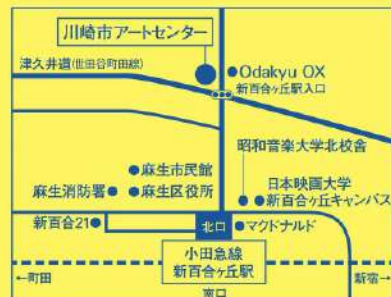 川崎市アートセンター
津久井道(世田谷町田線)
Odakyu OX
新百合ヶ丘駅入口
昭和音楽大学北校舎
麻生市民館
日本映画大学
麻生消防署
麻生区役所
新百合ヶ丘キャンパス
新百合21
北口
マクドナルド
小田急線
新百合ヶ丘駅
←町田
新宿→
南口